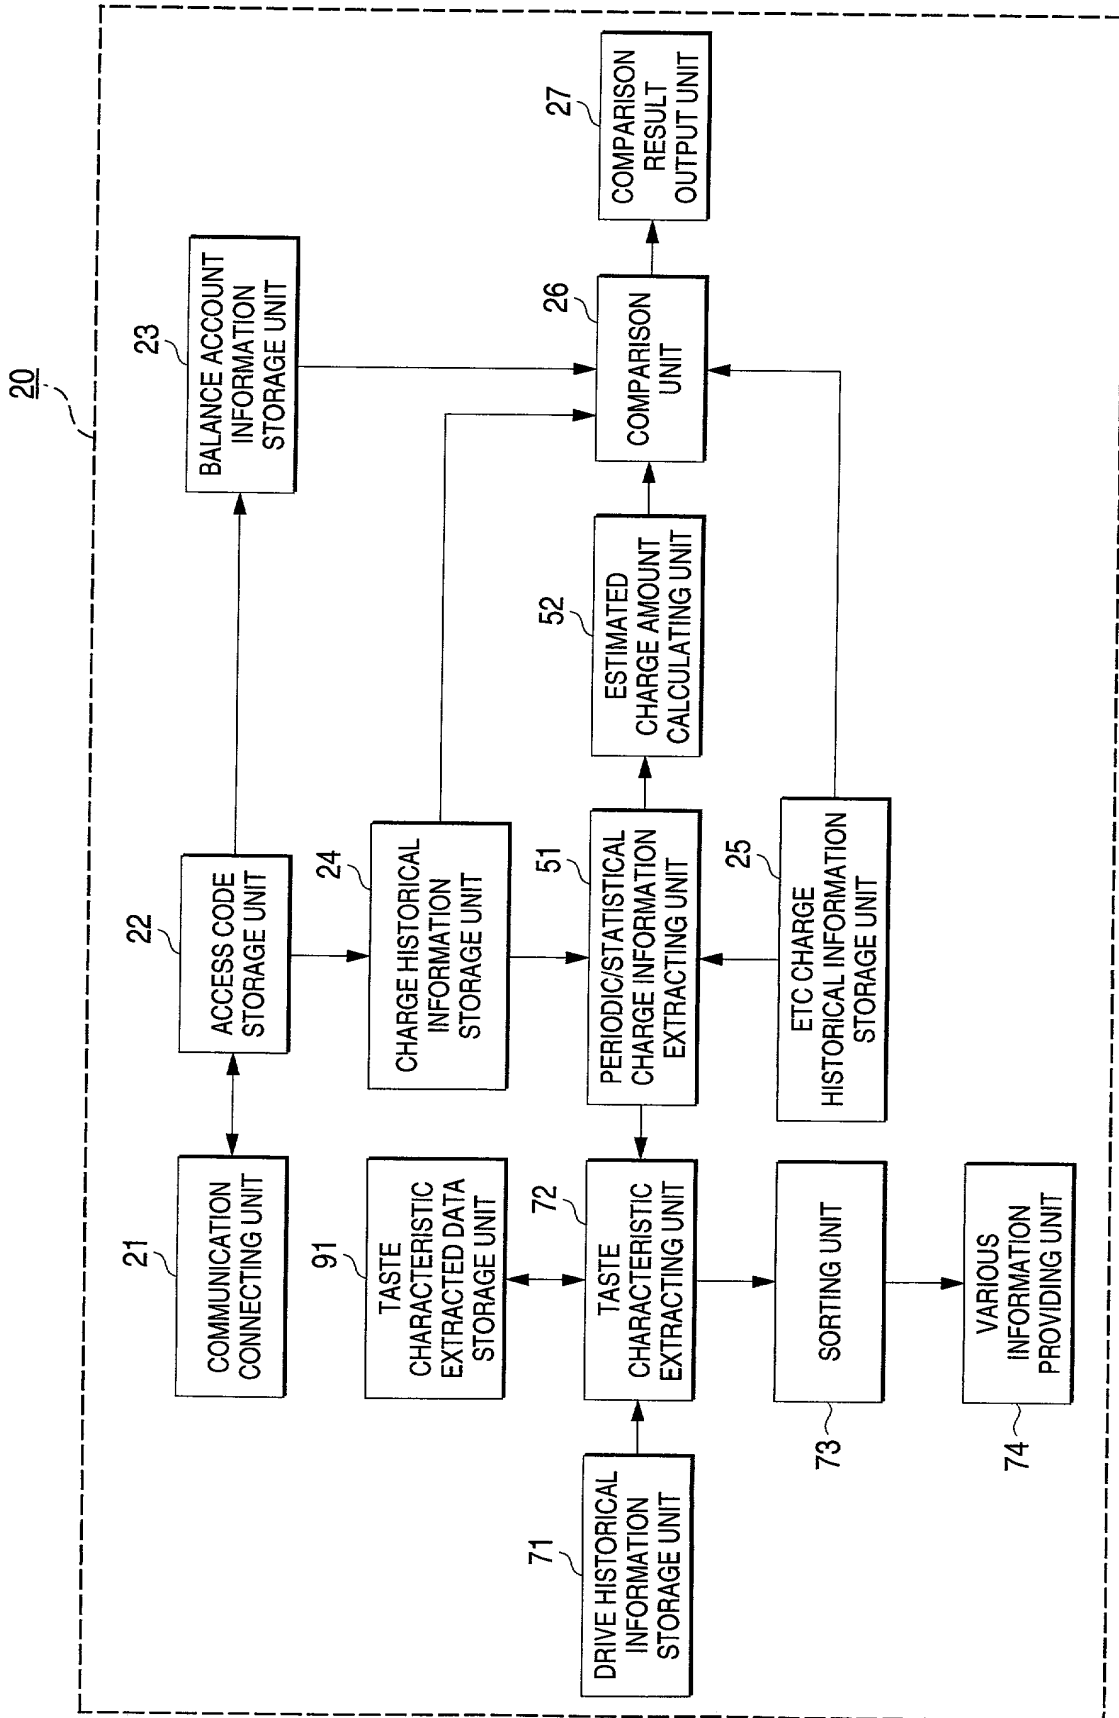 20
21
COMMUNICATION
CONNECTING UNIT
22
ACCESS CODE
STORAGE UNIT
23
BALANCE ACCOUNT
INFORMATION
STORAGE UNIT
91
TASTE
CHARACTERISTIC
EXTRACTED DATA
STORAGE UNIT
24
CHARGE HISTORICAL
INFORMATION
STORAGE UNIT
71
DRIVE HISTORICAL
INFORMATION
STORAGE UNIT
72
TASTE
CHARACTERISTIC
EXTRACTING UNIT
51
PERIODIC/STATISTICAL
CHARGE INFORMATION
EXTRACTING UNIT
52
ESTIMATED
CHARGE AMOUNT
CALCULATING UNIT
26
COMPARISON
UNIT
27
COMPARISON
RESULT
OUTPUT UNIT
73
SORTING UNIT
25
ETC CHARGE
HISTORICAL INFORMATION
STORAGE UNIT
74
VARIOUS
INFORMATION
PROVIDING UNIT